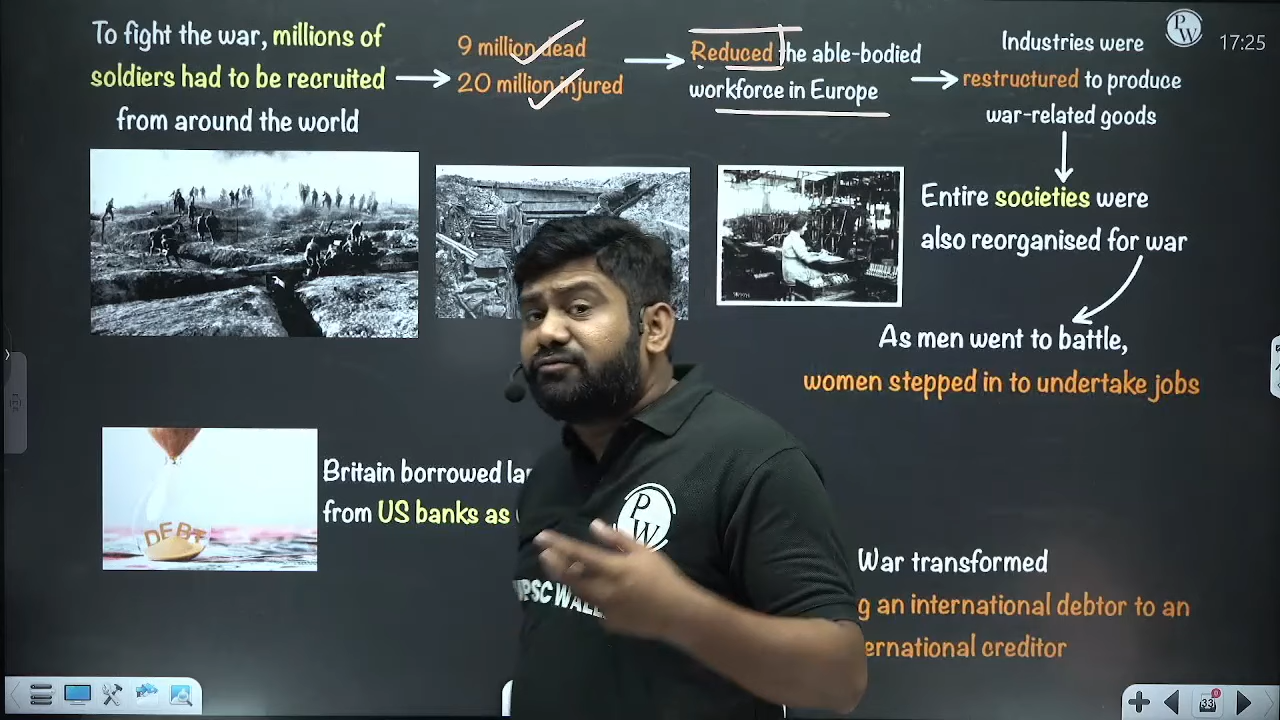 To fight the war, millions of
soldiers had to be recruited
from around the world
9 million dead
20 million injured
Reduced the able-bodied
workforce in Europe
Industries were
restructured to produce
war-related goods
PW
17:25
Entire societies were
also reorganised for war
As men went to battle,
women stepped in to undertake jobs
DEBT
Britain borrowed
from US banks as
War transformed
an international debtor to an
creditor
PW
33